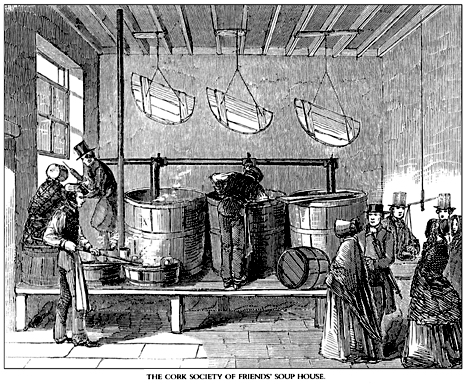 THE CORK SOCIETY OF FRIENDS' SOUP HOUSE.